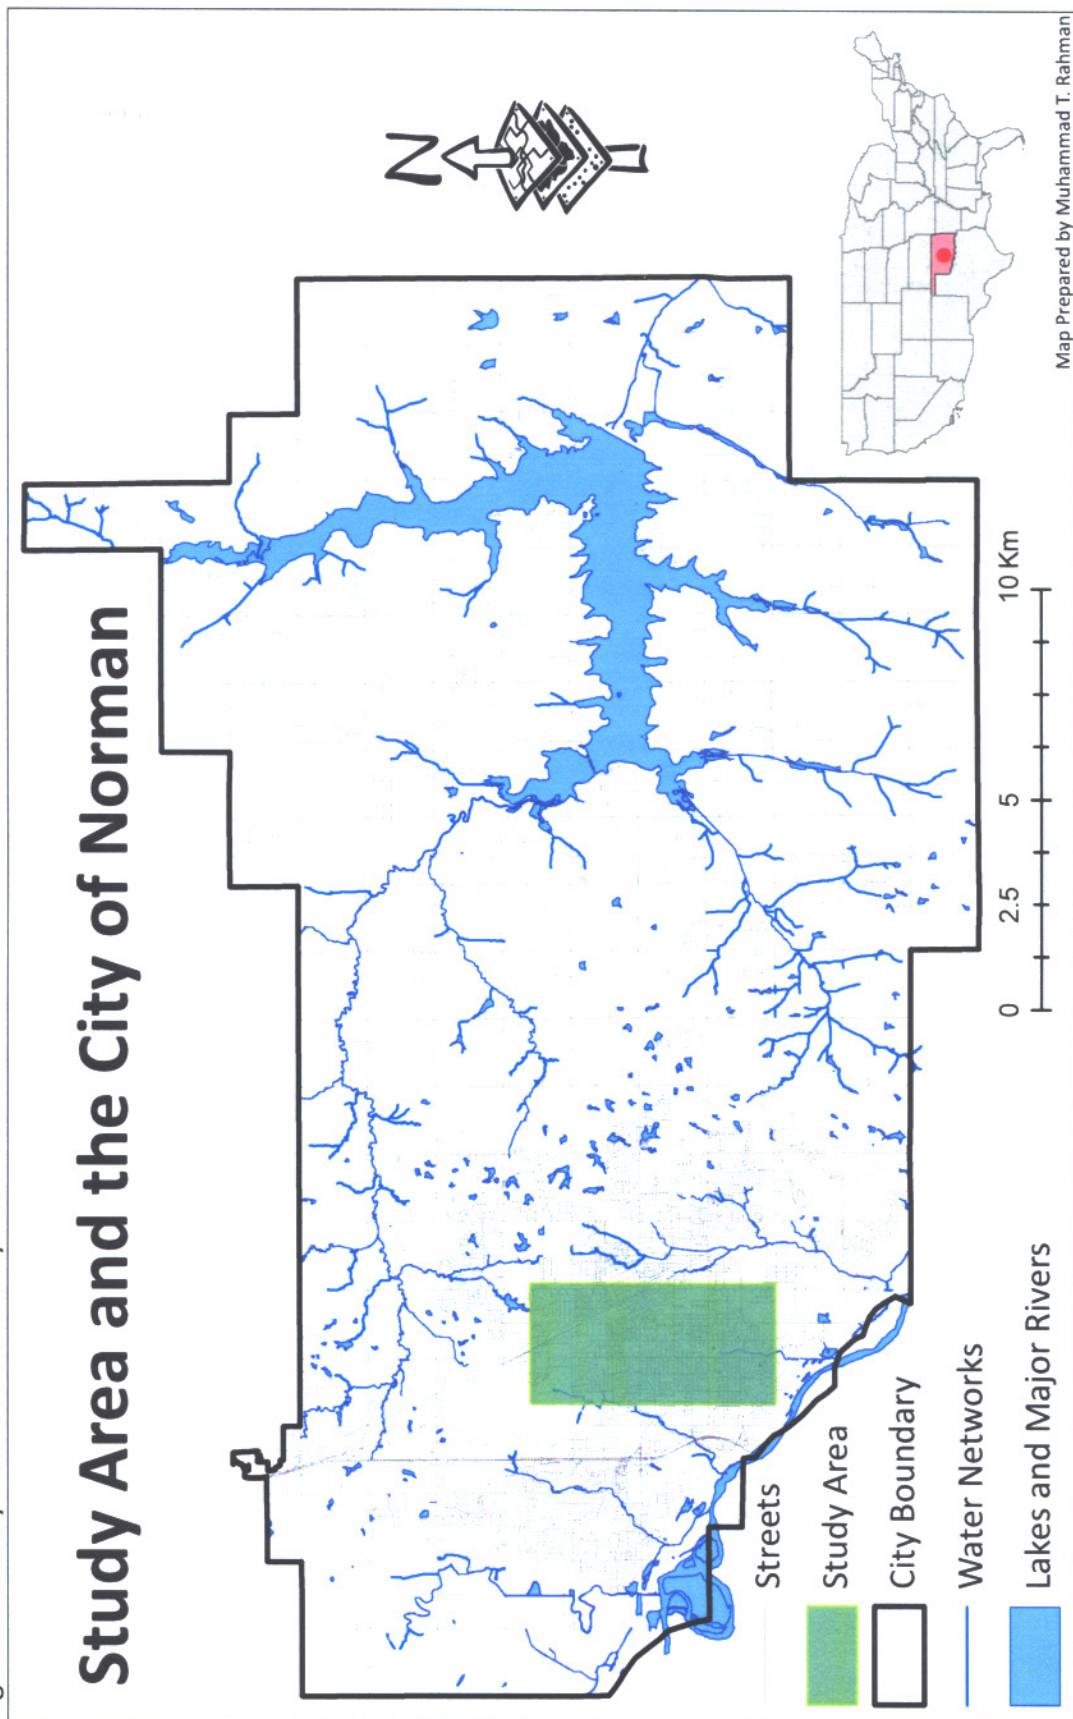 Study Area and the City of Norman
N
Streets
Study Area
City Boundary
Water Networks
Lakes and Major Rivers
0 2.5 5 10 Km
Map Prepared by Muhammad T. Rahman